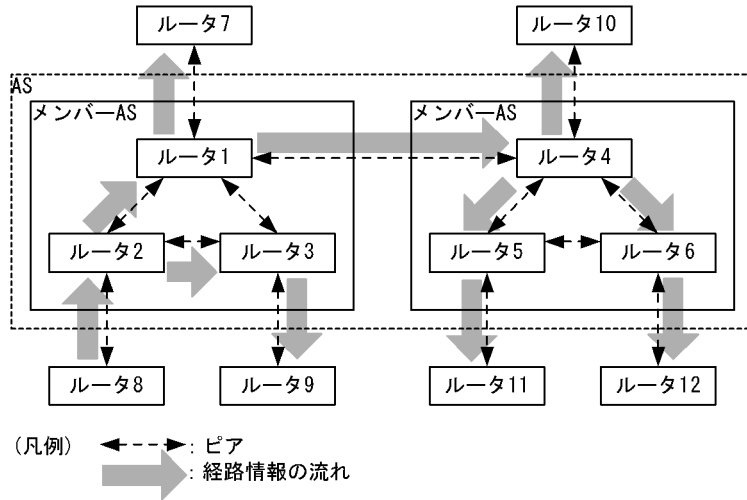 ルータ7
ルータ10
AS
メンバーAS
メンバーAS
ルータ1
ルータ4
ルータ2
ルータ3
ルータ5
ルータ6
ルータ8
ルータ9
ルータ11
ルータ12
(凡例)
: ピア
: 経路情報の流れ